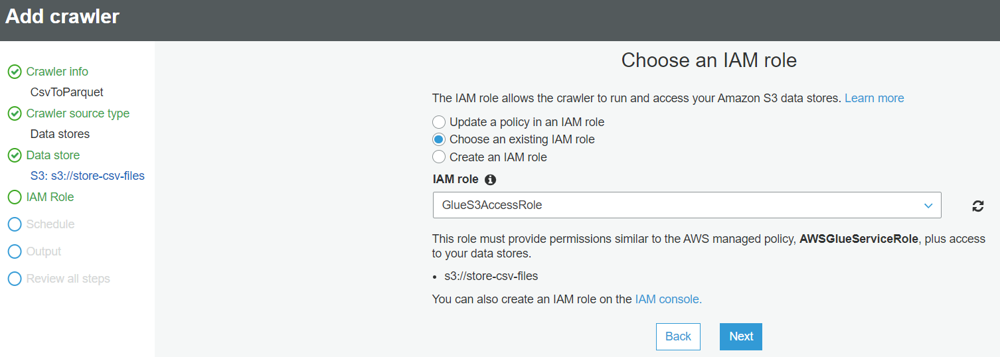 Add crawler
Crawler info
CsvToParquet
Crawler source type
Data stores
Data store
S3: s3://store-csv-files
IAM Role
Schedule
Output
Review all steps
Choose an IAM role
The IAM role allows the crawler to run and access your Amazon S3 data stores. Learn more
Update a policy in an IAM role
Choose an existing IAM role
Create an IAM role
IAM role
GlueS3AccessRole
This role must provide permissions similar to the AWS managed policy, AWSGlueServiceRole, plus access
to your data stores.
s3://store-csv-files
You can also create an IAM role on the IAM console.
Back Next